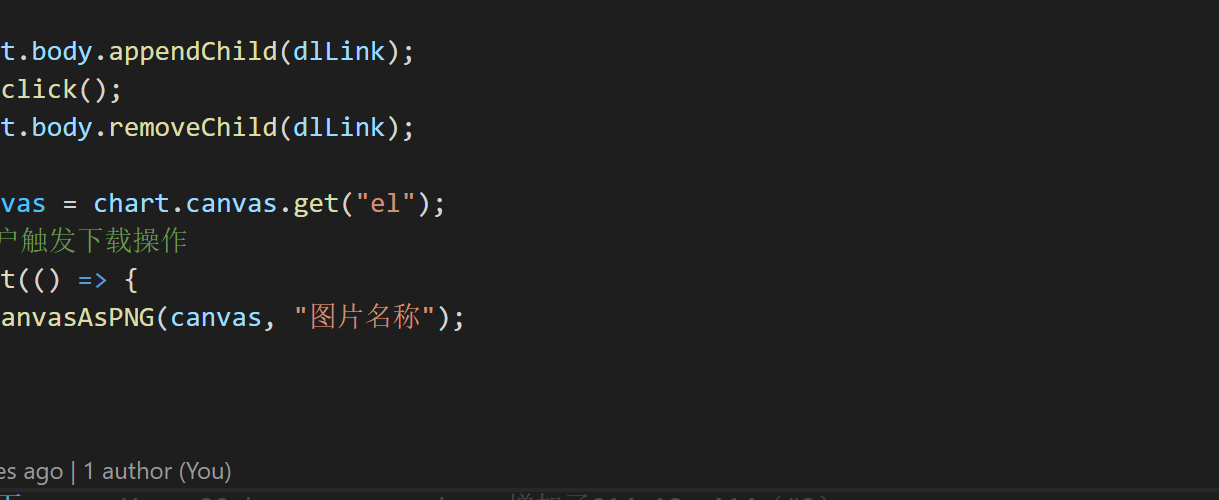 t.body.appendChild(dlLink);
click();
t.body.removeChild(dlLink);
vas = chart.canvas.get("el");
户触发下载操作
t(() => {
anvasAsPNG(canvas, "图片名称");
es ago | 1 author (You)